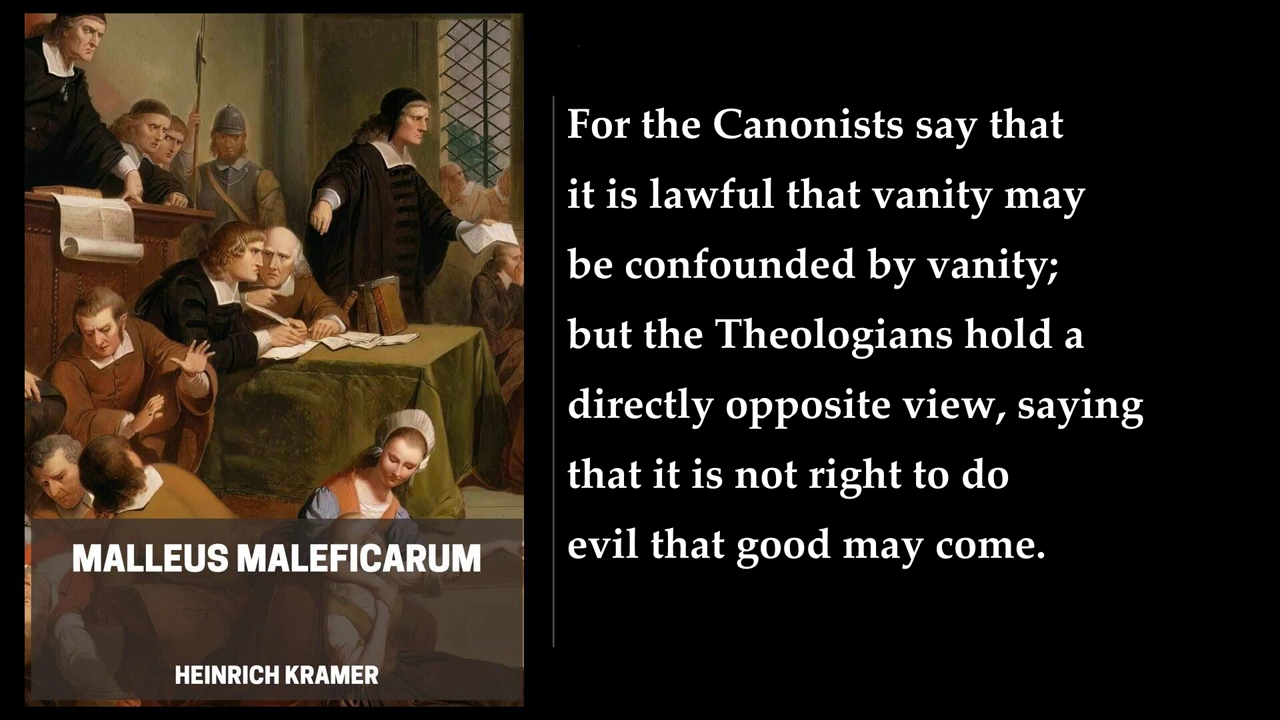 For the Canonists say that
it is lawful that vanity may
be confounded by vanity;
but the Theologians hold a
directly opposite view, saying
that it is not right to do
evil that good may come.
MALLEUS MALEFICARUM
HEINRICH KRAMER